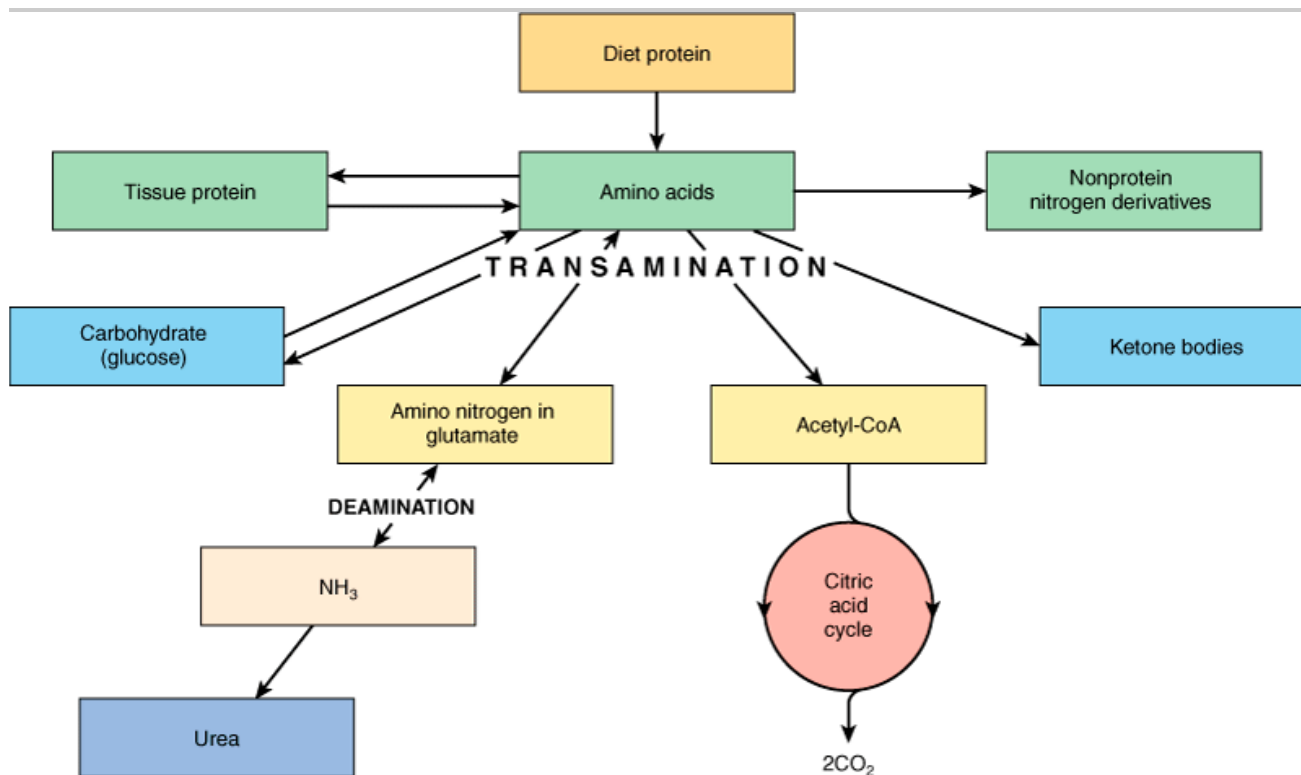 Diet protein
Tissue protein
Amino acids
Nonprotein
nitrogen derivatives
TRANSAMINATION
Carbohydrate
(glucose)
Ketone bodies
Amino nitrogen in
glutamate
Acetyl-CoA
DEAMINATION
NH₃
Citric
acid
cycle
Urea
2CO₂